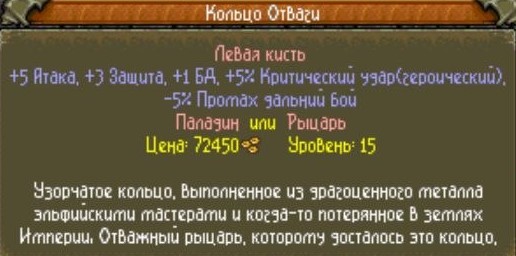 Кольцо Отваги
Левая кисть
+5 Атака, +3 Защита, +1 БД, +5% Критический удар(героический),
-5% Промах дальний бой
Паладин или Рыцарь
Цена: 72450 Уровень: 15
Узорчатое кольцо, выполненное из драгоценного металла
эльфийскими мастерами и когда-то потерянное в землях
Империи. Отважный рыцарь, которому досталось это кольцо,